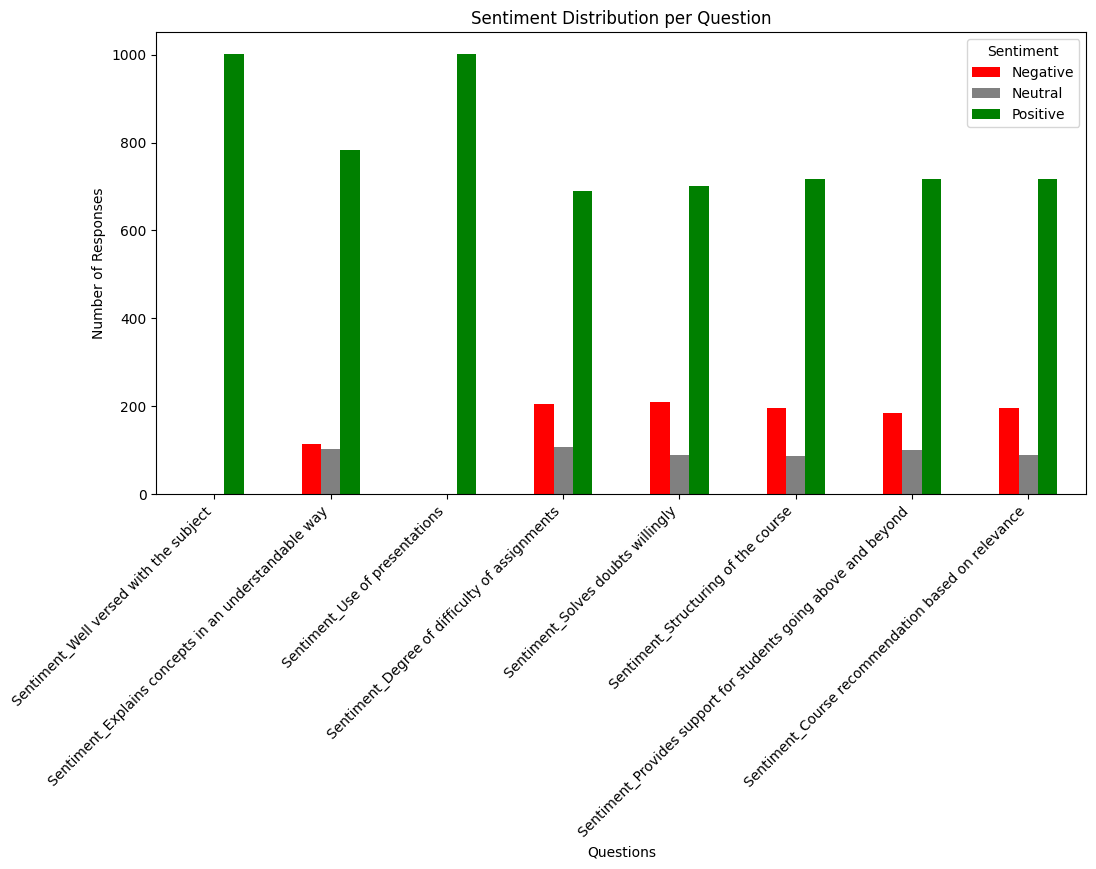 Sentiment Distribution per Question
Sentiment
Negative
Neutral
Positive
Number of Responses
1000
800
600
400
200
0
Sentiment_Well versed with the subject
Sentiment_Explains concepts in an understandable way
Sentiment_Use of presentations
Sentiment_Degree of difficulty of assignments
Sentiment_Solves doubts willingly
Sentiment_Structuring of the course
Sentiment_Provides support for students going above and beyond
Sentiment_Course recommendation based on relevance
Questions